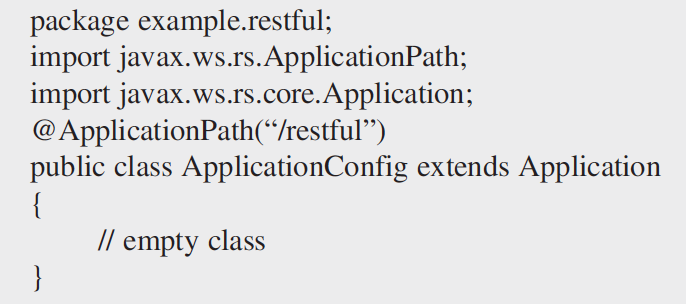 package example.restful;
import javax.ws.rs.ApplicationPath;
import javax.ws.rs.core.Application;
@ApplicationPath(“/restful”)
public class ApplicationConfig extends Application
{
// empty class
}